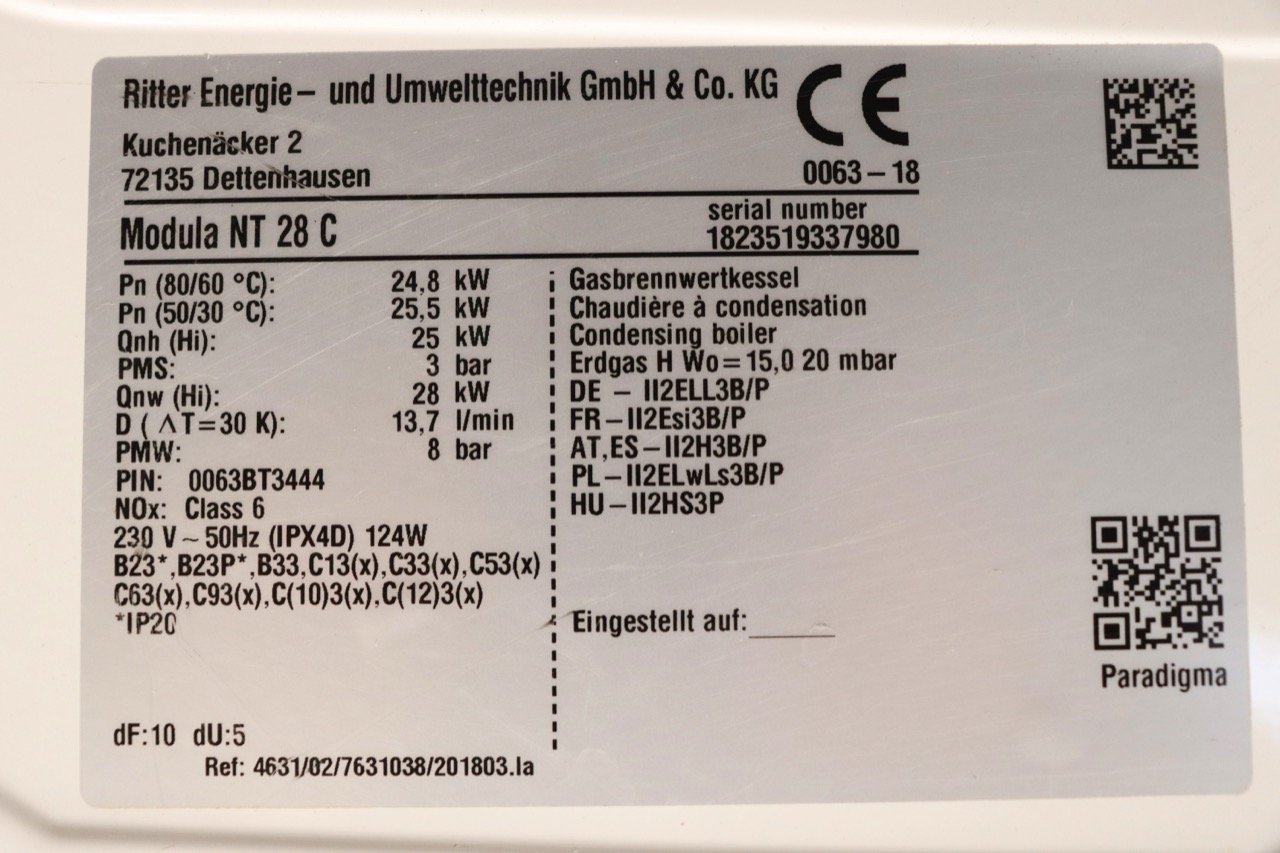 Ritter Energie– und Umwelttechnik GmbH & Co. KG
CE
Kuchenäcker 2
72135 Dettenhausen
0063–18
Modula NT 28 C
serial number
1823519337980
Pn (80/60 °C): 24,8 kW
Pn (50/30 °C): 25,5 kW
Qnh (Hi): 25 kW
PMS: 3 bar
Qnw (Hi): 28 kW
D ( ΔT=30 K): 13,7 l/min
PMW: 8 bar
PIN: 0063BT3444
NOx: Class 6
230 V ~ 50Hz (IPX4D) 124W
B23*,B23P*,B33,C13(x),C33(x),C53(x)
C63(x),C93(x),C(10)3(x),C(12)3(x)
*IP20
dF:10 dU:5
Ref: 4631/02/7631038/201803.la
Gasbrennwertkessel
Chaudière à condensation
Condensing boiler
Erdgas H Wo=15,0 20 mbar
DE – II2ELL3B/P
FR–II2Esi3B/P
AT,ES–II2H3B/P
PL–II2ELwLs3B/P
HU–II2HS3P
Eingestellt auf:_____
Paradigma